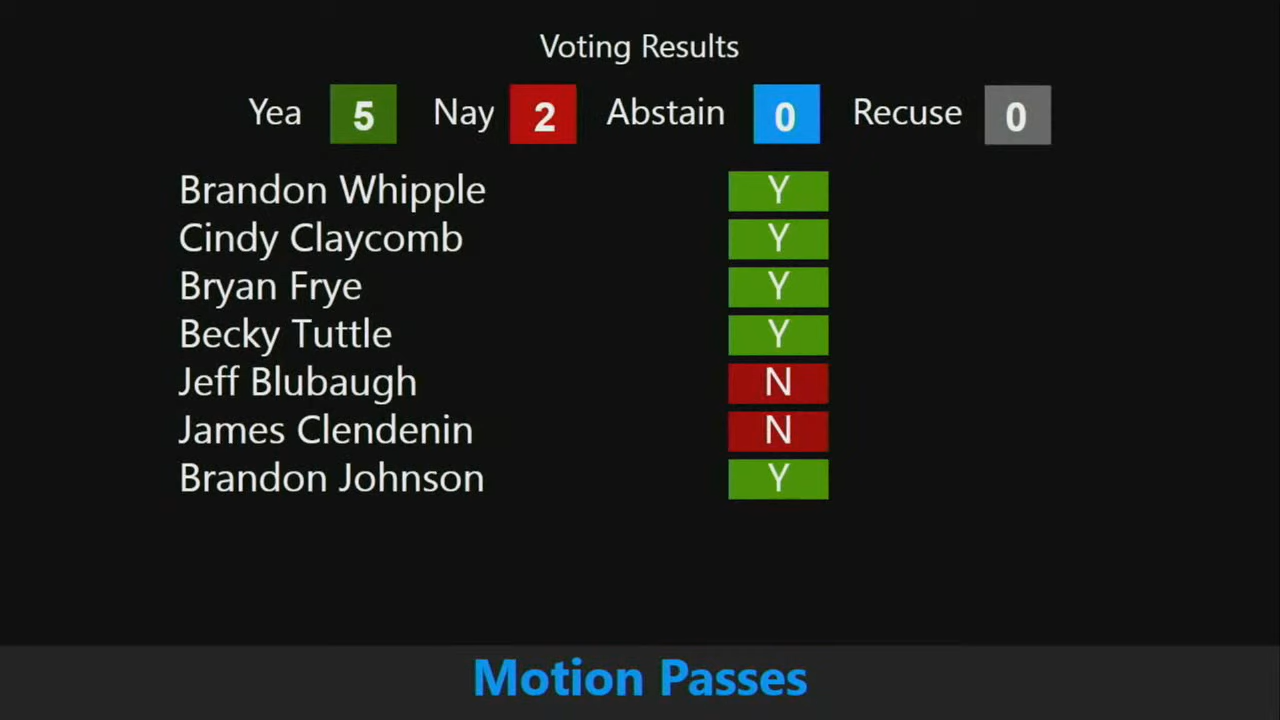 Voting Results
Yea 5 Nay 2 Abstain 0 Recuse 0
Brandon Whipple Y
Cindy Claycomb Y
Bryan Frye Y
Becky Tuttle Y
Jeff Blubaugh N
James Clendenin N
Brandon Johnson Y
Motion Passes